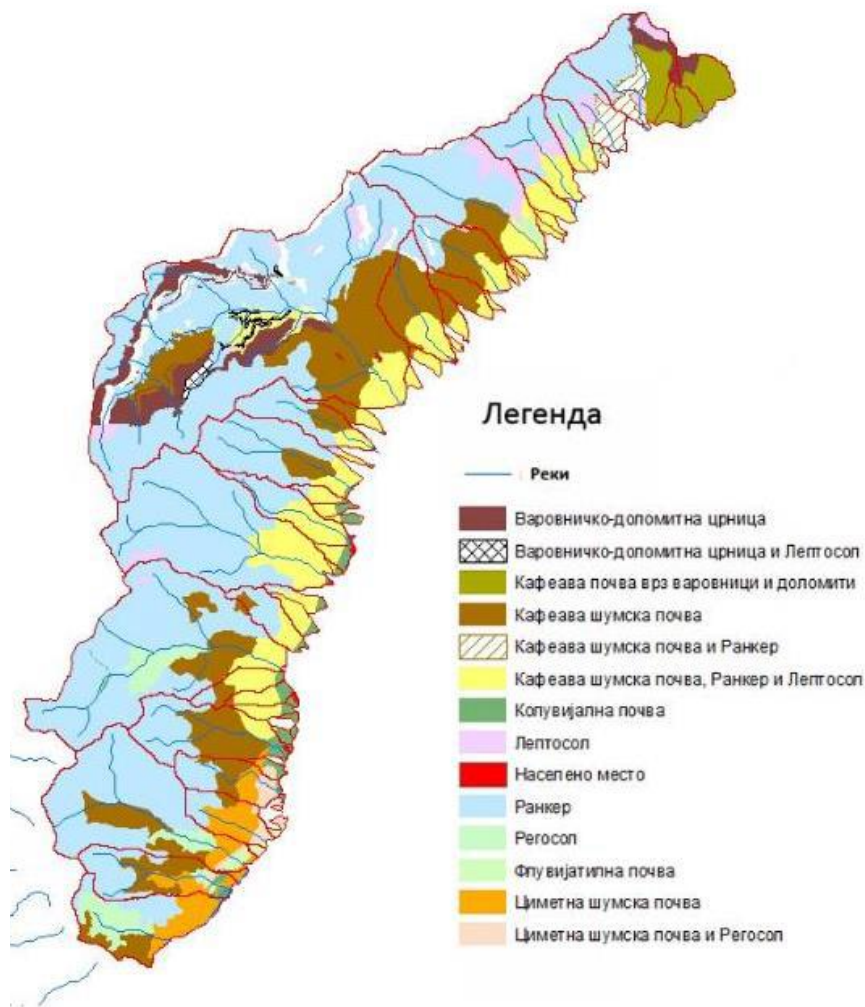 Легенда
Реки
Варовничко-доломитна црница
Варовничко-доломитна црница и Лептосол
Кафеава почва врз варовници и доломити
Кафеава шумска почва
Кафеава шумска почва и Ранкер
Кафеава шумска почва, Ранкер и Лептосол
Колувијална почва
Лептосол
Населено место
Ранкер
Регосол
Флувијатилна почва
Циметна шумска почва
Циметна шумска почва и Регосол